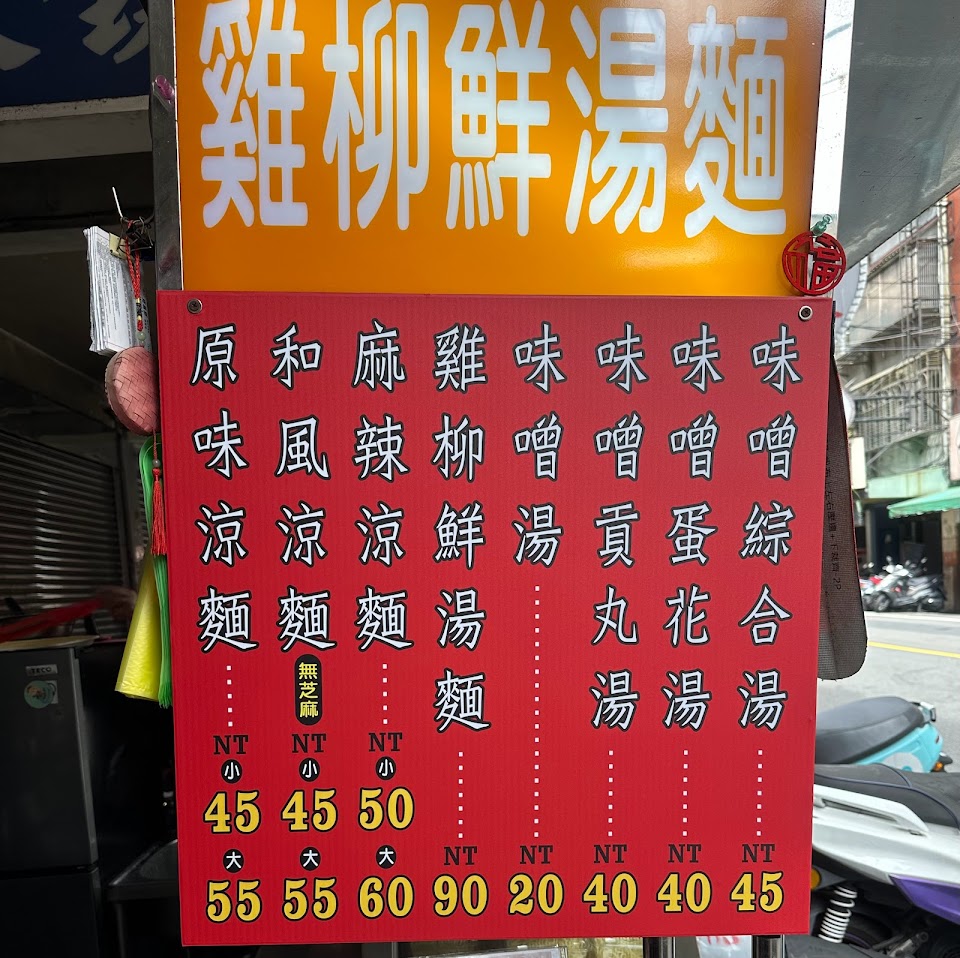 雞柳鮮湯麵
福
原味涼麵
NT
小
45
大
55
和風涼麵
無芝麻
NT
小
45
大
55
麻辣涼麵
NT
小
50
大
60
雞柳鮮湯麵
NT
90
味噌湯
NT
20
味噌貢丸湯
NT
40
味噌蛋花湯
NT
40
味噌綜合湯
NT
45